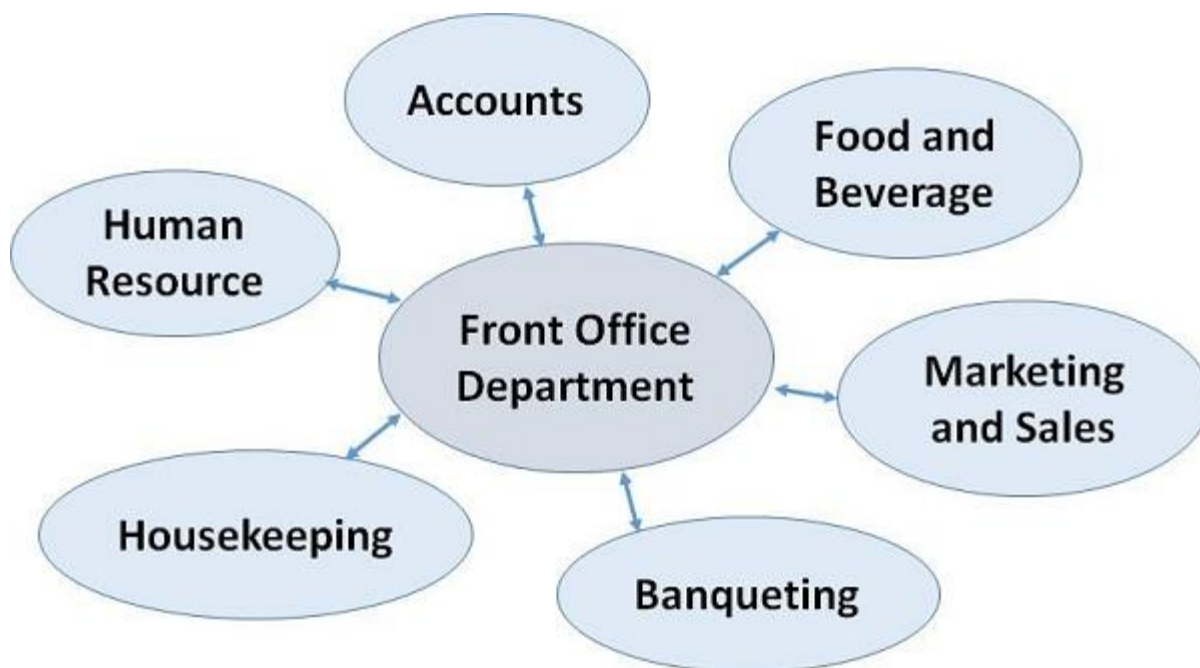 Accounts
Food and
Beverage
Human
Resource
Front Office
Department
Marketing
and Sales
Housekeeping
Banqueting